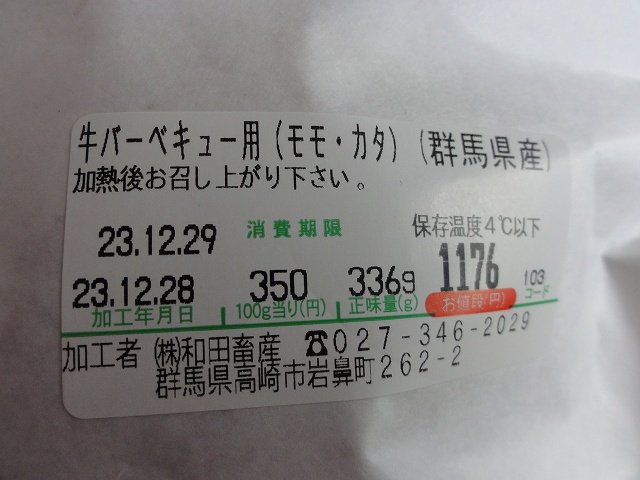 牛バーベキュー用(モモ・カタ)(群馬県産)
加熱後お召し上がり下さい。
23.12.29 消費期限 保存温度4℃以下
23.12.28 350 336g 1176 103
加工年月日 100g当り(円) 正味量(g) お値段(円) コード
加工者 (株)和田畜産 ☎027-346-2029
群馬県高崎市岩鼻町262-2